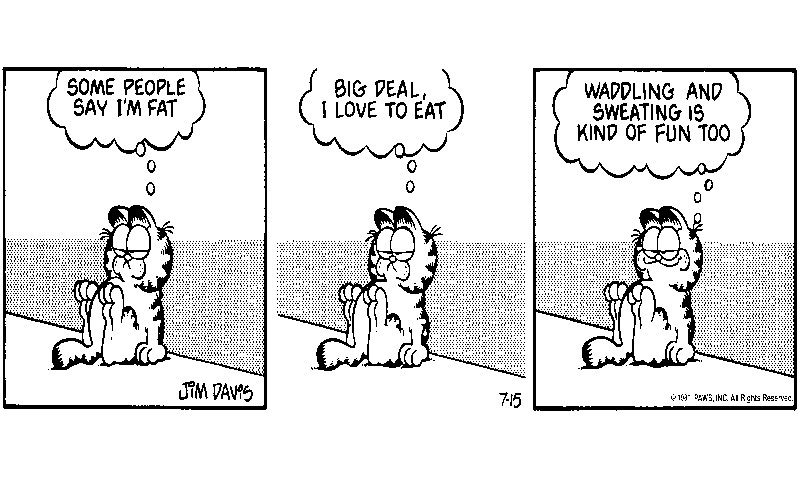 SOME PEOPLE
SAY I'M FAT
JIM DAVIS
BIG DEAL,
I LOVE TO EAT
7-15
WADDLING AND
SWEATING IS
KIND OF FUN TOO
© PAWS, INC. All Rights Reserved.